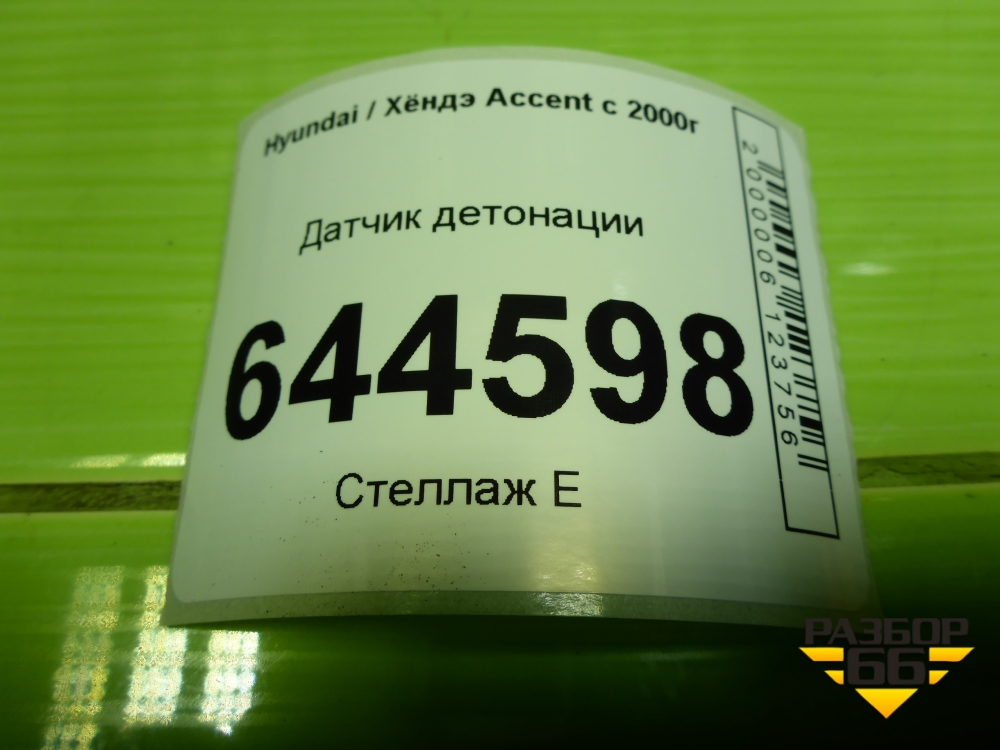 Hyundai / Хёндэ Accent с 2000г
Датчик детонации
644598
Стеллаж Е
2000006123756
РАЗБОР
66